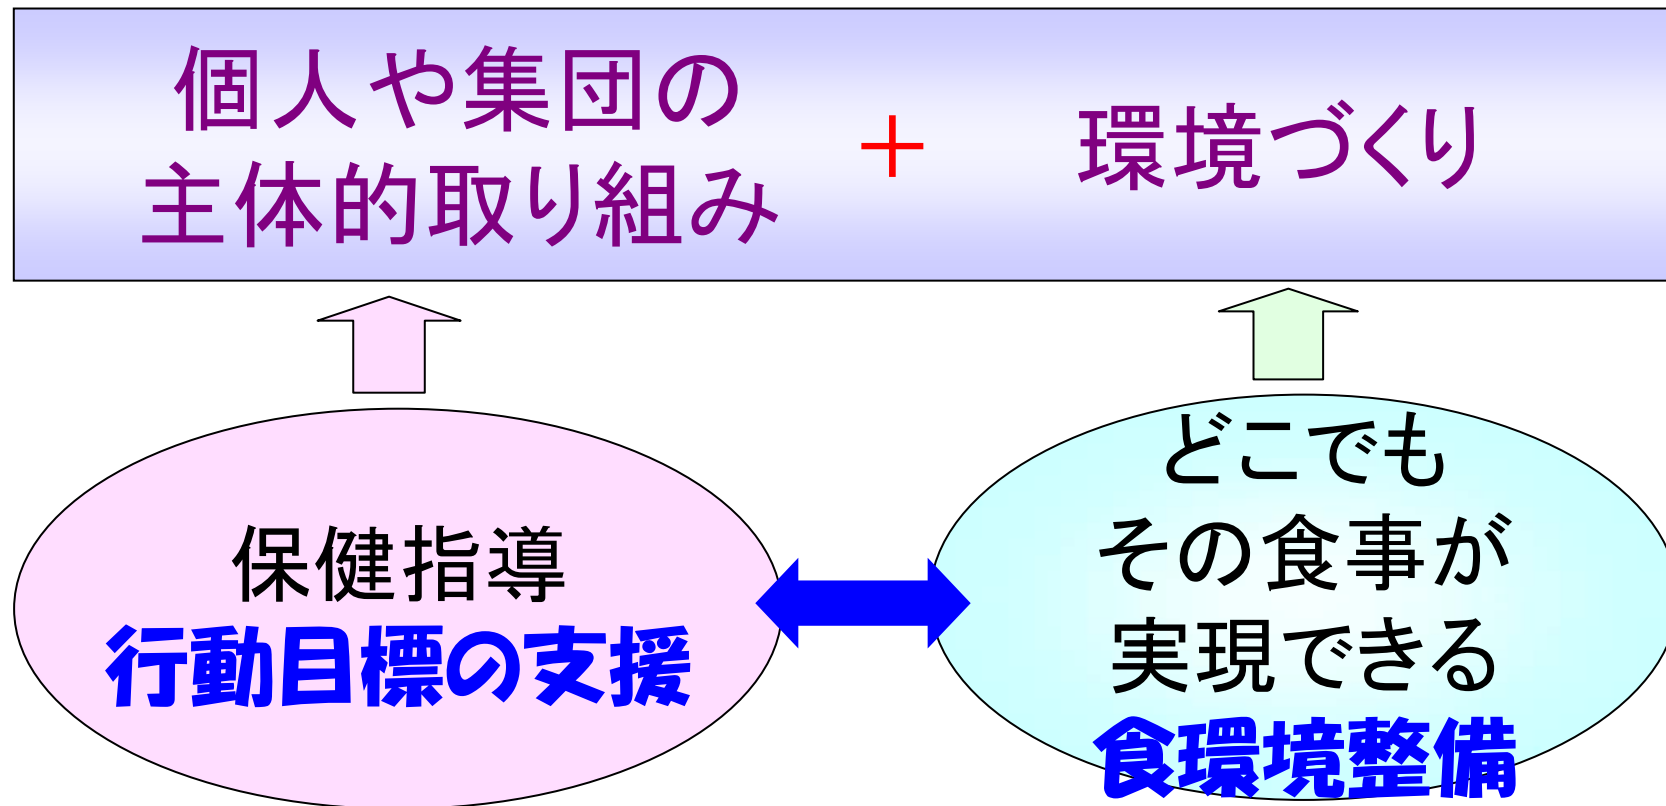 個人や集団の
主体的取り組み
＋
環境づくり
保健指導
行動目標の支援
どこでも
その食事が
実現できる
食環境整備